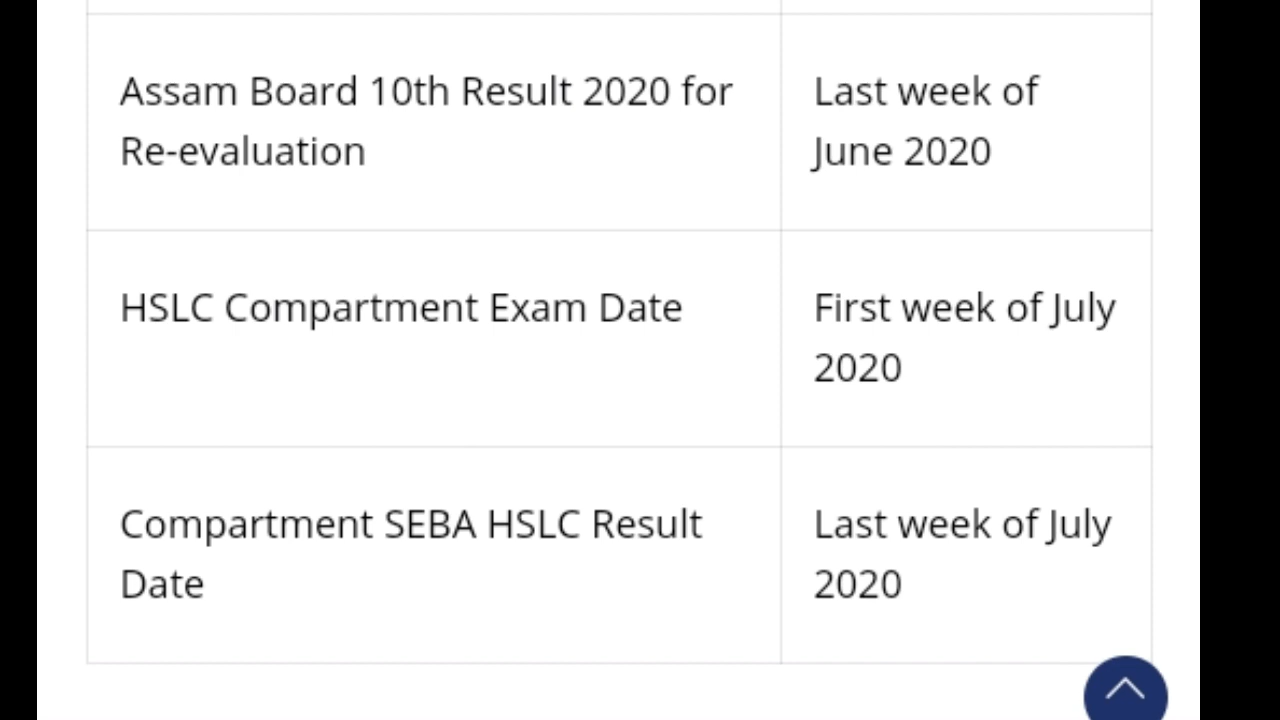 Assam Board 10th Result 2020 for
Re-evaluation
Last week of
June 2020
HSLC Compartment Exam Date
First week of July
2020
Compartment SEBA HSLC Result
Date
Last week of July
2020